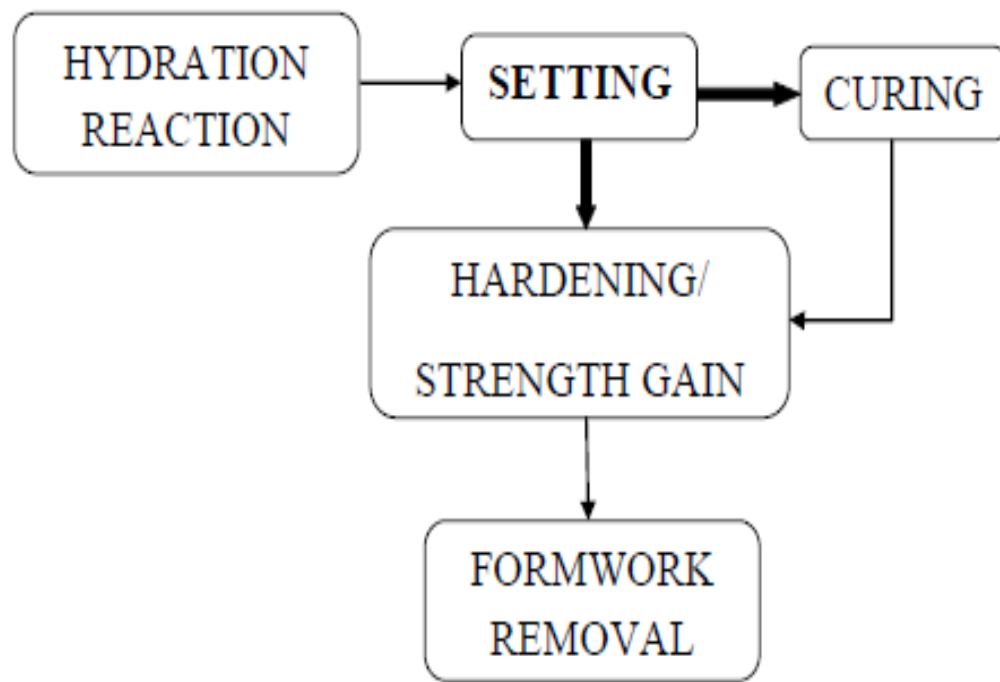 HYDRATION
REACTION
SETTING
CURING
HARDENING/
STRENGTH GAIN
FORMWORK
REMOVAL